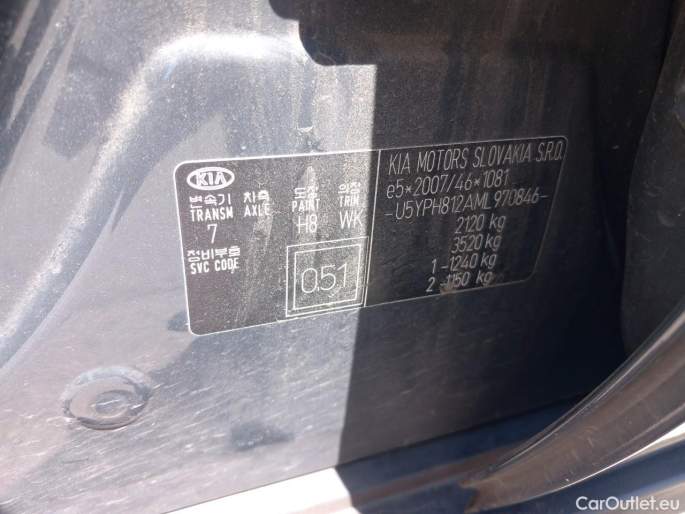 KIA
변속기 차축 도장 의장
TRANSM AXLE PAINT TRIM
7 H8 WK
정비부호
SVC CODE
051
KIA MOTORS SLOVAKIA S.R.O.
e5*2007/46*1081
-U5YPH812AML970846-
2120 kg
3520 kg
1 -1240 kg
2 -1150 kg
CarOutlet.eu